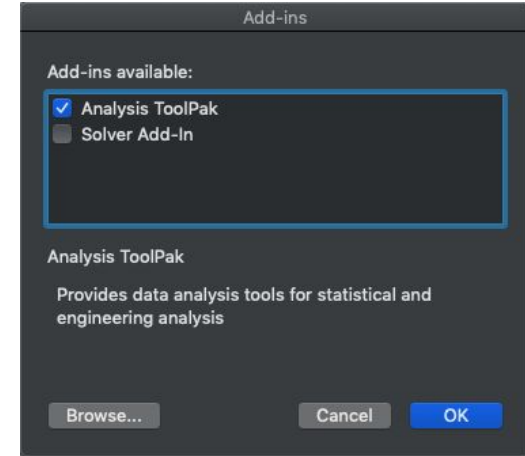 Add-ins
Add-ins available:
Analysis ToolPak
Solver Add-In
Analysis ToolPak
Provides data analysis tools for statistical and
engineering analysis
Browse... Cancel OK